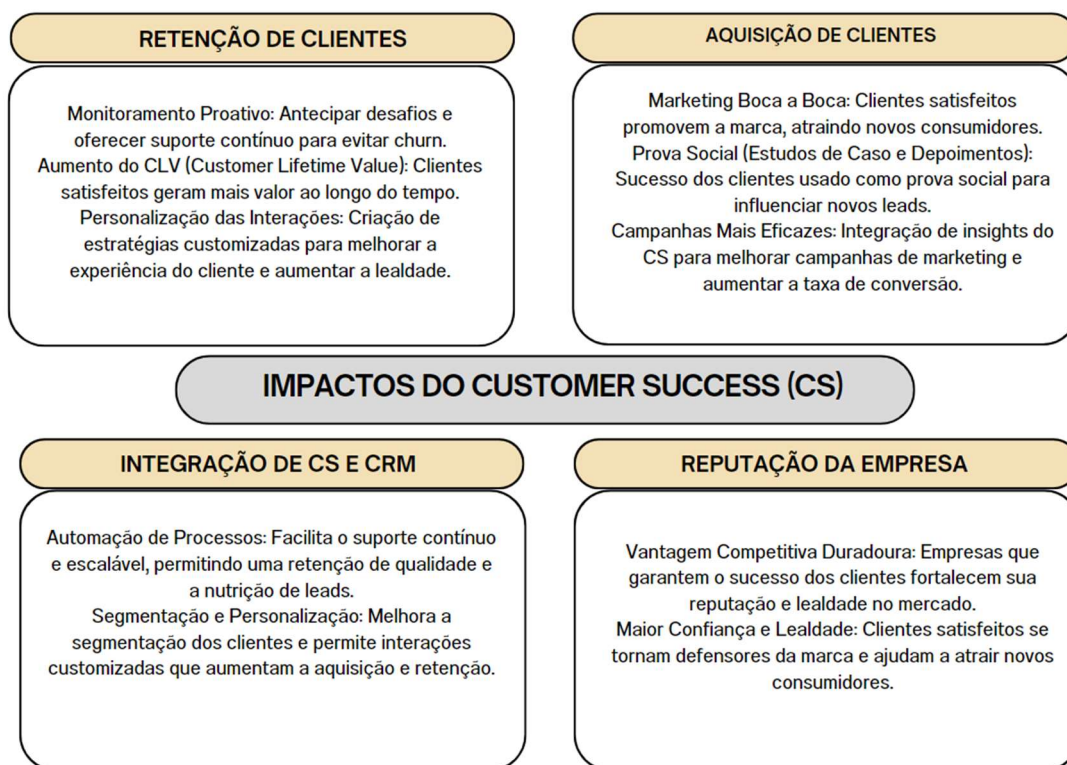 RETENÇÃO DE CLIENTES
Monitoramento Proativo: Antecipar desafios e
oferecer suporte contínuo para evitar churn.
Aumento do CLV (Customer Lifetime Value): Clientes
satisfeitos geram mais valor ao longo do tempo.
Personalização das Interações: Criação de
estratégias customizadas para melhorar a
experiência do cliente e aumentar a lealdade.
AQUISIÇÃO DE CLIENTES
Marketing Boca a Boca: Clientes satisfeitos
promovem a marca, atraindo novos consumidores.
Prova Social (Estudos de Caso e Depoimentos):
Sucesso dos clientes usado como prova social para
influenciar novos leads.
Campanhas Mais Eficazes: Integração de insights do
CS para melhorar campanhas de marketing e
aumentar a taxa de conversão.
IMPACTOS DO CUSTOMER SUCCESS (CS)
INTEGRAÇÃO DE CS E CRM
Automação de Processos: Facilita o suporte contínuo
e escalável, permitindo uma retenção de qualidade e
a nutrição de leads.
Segmentação e Personalização: Melhora a
segmentação dos clientes e permite interações
customizadas que aumentam a aquisição e retenção.
REPUTAÇÃO DA EMPRESA
Vantagem Competitiva Duradoura: Empresas que
garantem o sucesso dos clientes fortalecem sua
reputação e lealdade no mercado.
Maior Confiança e Lealdade: Clientes satisfeitos se
tornam defensores da marca e ajudam a atrair novos
consumidores.